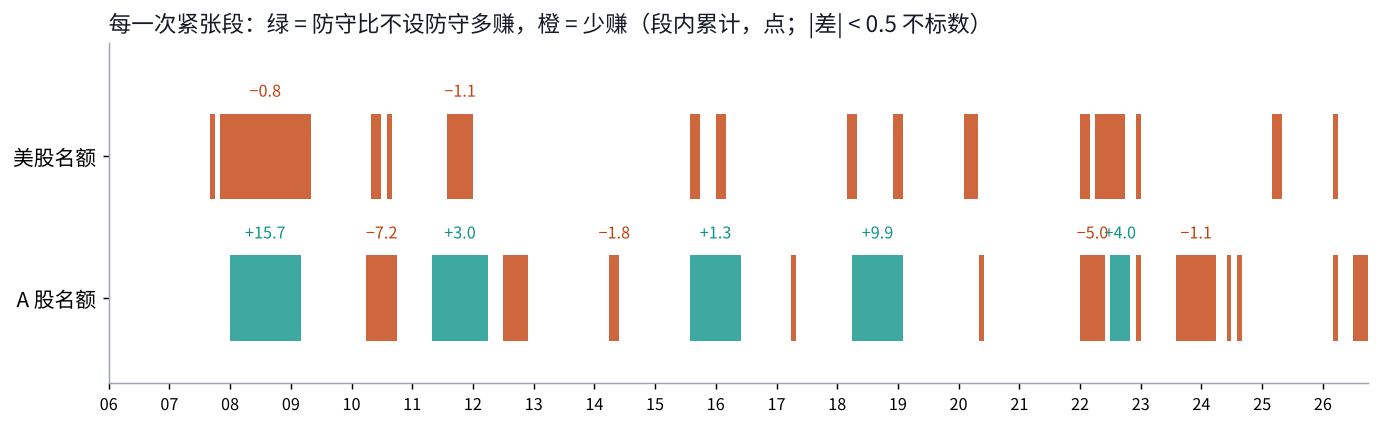 每一次紧张段：绿 = 防守比不设防守多赚，橙 = 少赚（段内累计，点；|差| < 0.5 不标数）
−0.8 −1.1
美股名额
+15.7 −7.2 +3.0 −1.8 +1.3 +9.9 −5.0 +4.0 −1.1
A 股名额
06 07 08 09 10 11 12 13 14 15 16 17 18 19 20 21 22 23 24 25 26